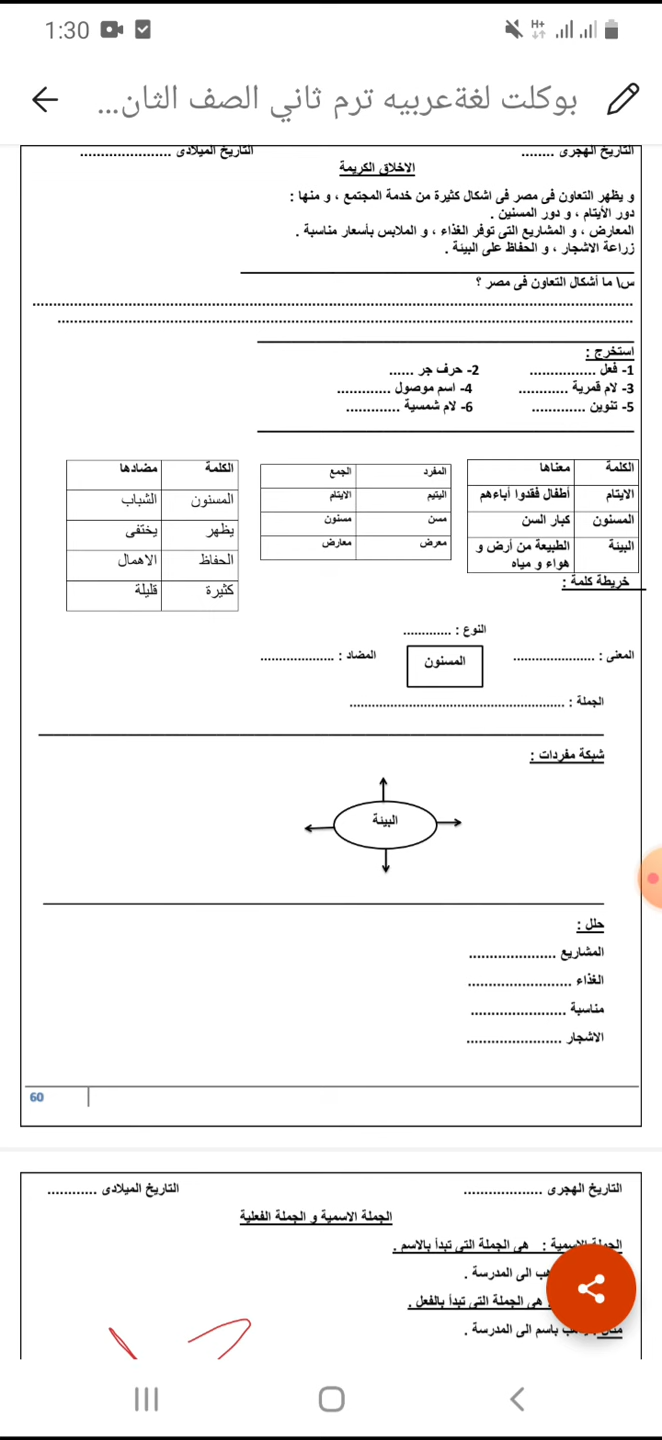 1:30
H+
بوكلت لغةعربيه ترم ثاني الصف الثان...
التاريخ الهجرى ........ التاريخ الميلادى ......................
الاخلاق الكريمة
و يظهر التعاون فى مصر فى أشكال كثيرة من خدمة المجتمع ، و منها :
دور الأيتام ، و دور المسنين .
المعارض ، و المشاريع التى توفر الغذاء ، و الملابس بأسعار مناسبة .
زراعة الاشجار ، و الحفاظ على البيئة .
س\ ما أشكال التعاون فى مصر ؟
استخرج :
1- فعل ................ 2- حرف جر ......
3- لام قمرية ............ 4- اسم موصول .............
5- تنوين ............. 6- لام شمسية .............
الكلمة معناها
الأيتام أطفال فقدوا أباءهم
المسنون كبار السن
البيئة الطبيعة من أرض و هواء و مياه
المفرد الجمع
اليتيم الأيتام
مسن مسنون
معرض معارض
الكلمة مضادها
المسنون الشباب
يظهر يختفى
الحفاظ الاهمال
كثيرة قليلة
خريطة كلمة :
النوع : ............
المعنى : .................... المسنون المضاد : ..................
الجملة : ....................................................
شبكة مفردات :
البيئة
حلل :
المشاريع .....................
الغذاء .........................
مناسبة .......................
الاشجار .......................
60
التاريخ الهجرى ................... التاريخ الميلادى ............
الجملة الاسمية و الجملة الفعلية
الجملة الاسمية : هى الجملة التى تبدأ بالاسم .
الى المدرسة .
هى الجملة التى تبدأ بالفعل .
باسم الى المدرسة .